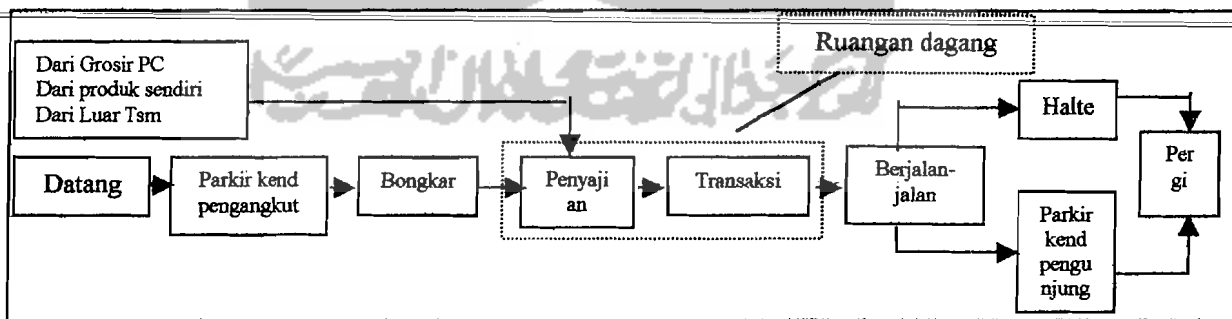 Ruangan dagang
Dari Grosir PC
Dari produk sendiri
Dari Luar Tsm
Halte
Datang
Parkir kend
pengangkut
Bongkar
Penyaji
an
Transaksi
Berjalan-
jalan
Per
gi
Parkir
kend
pengu
njung